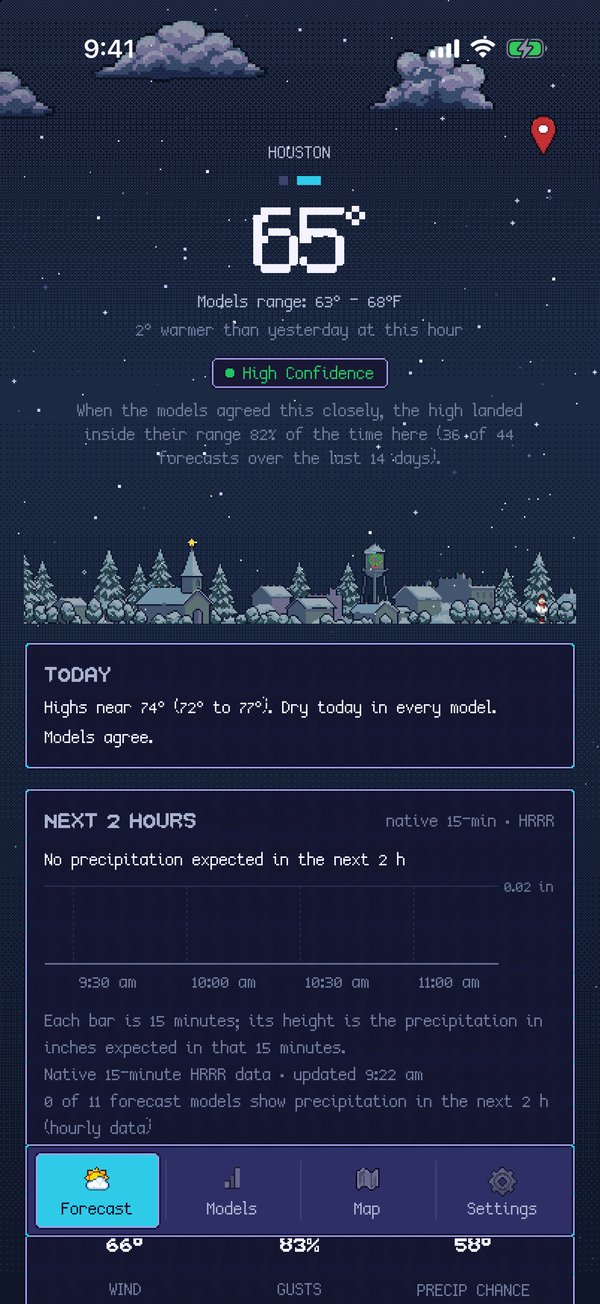 9:41
HOUSTON
65°
Models range: 63° – 68°F
2° warmer than yesterday at this hour
High Confidence
When the models agreed this closely, the high landed
inside their range 82% of the time here (36 of 44
forecasts over the last 14 days).
TODAY
Highs near 74° (72° to 77°). Dry today in every model.
Models agree.
NEXT 2 HOURS
native 15-min · HRRR
No precipitation expected in the next 2 h
0.02 in
9:30 am 10:00 am 10:30 am 11:00 am
Each bar is 15 minutes; its height is the precipitation in
inches expected in that 15 minutes.
Native 15-minute HRRR data · updated 9:22 am
0 of 11 forecast models show precipitation in the next 2 h
(hourly data)
Forecast Models Map Settings
66° 83% 58°
WIND GUSTS PRECIP CHANCE